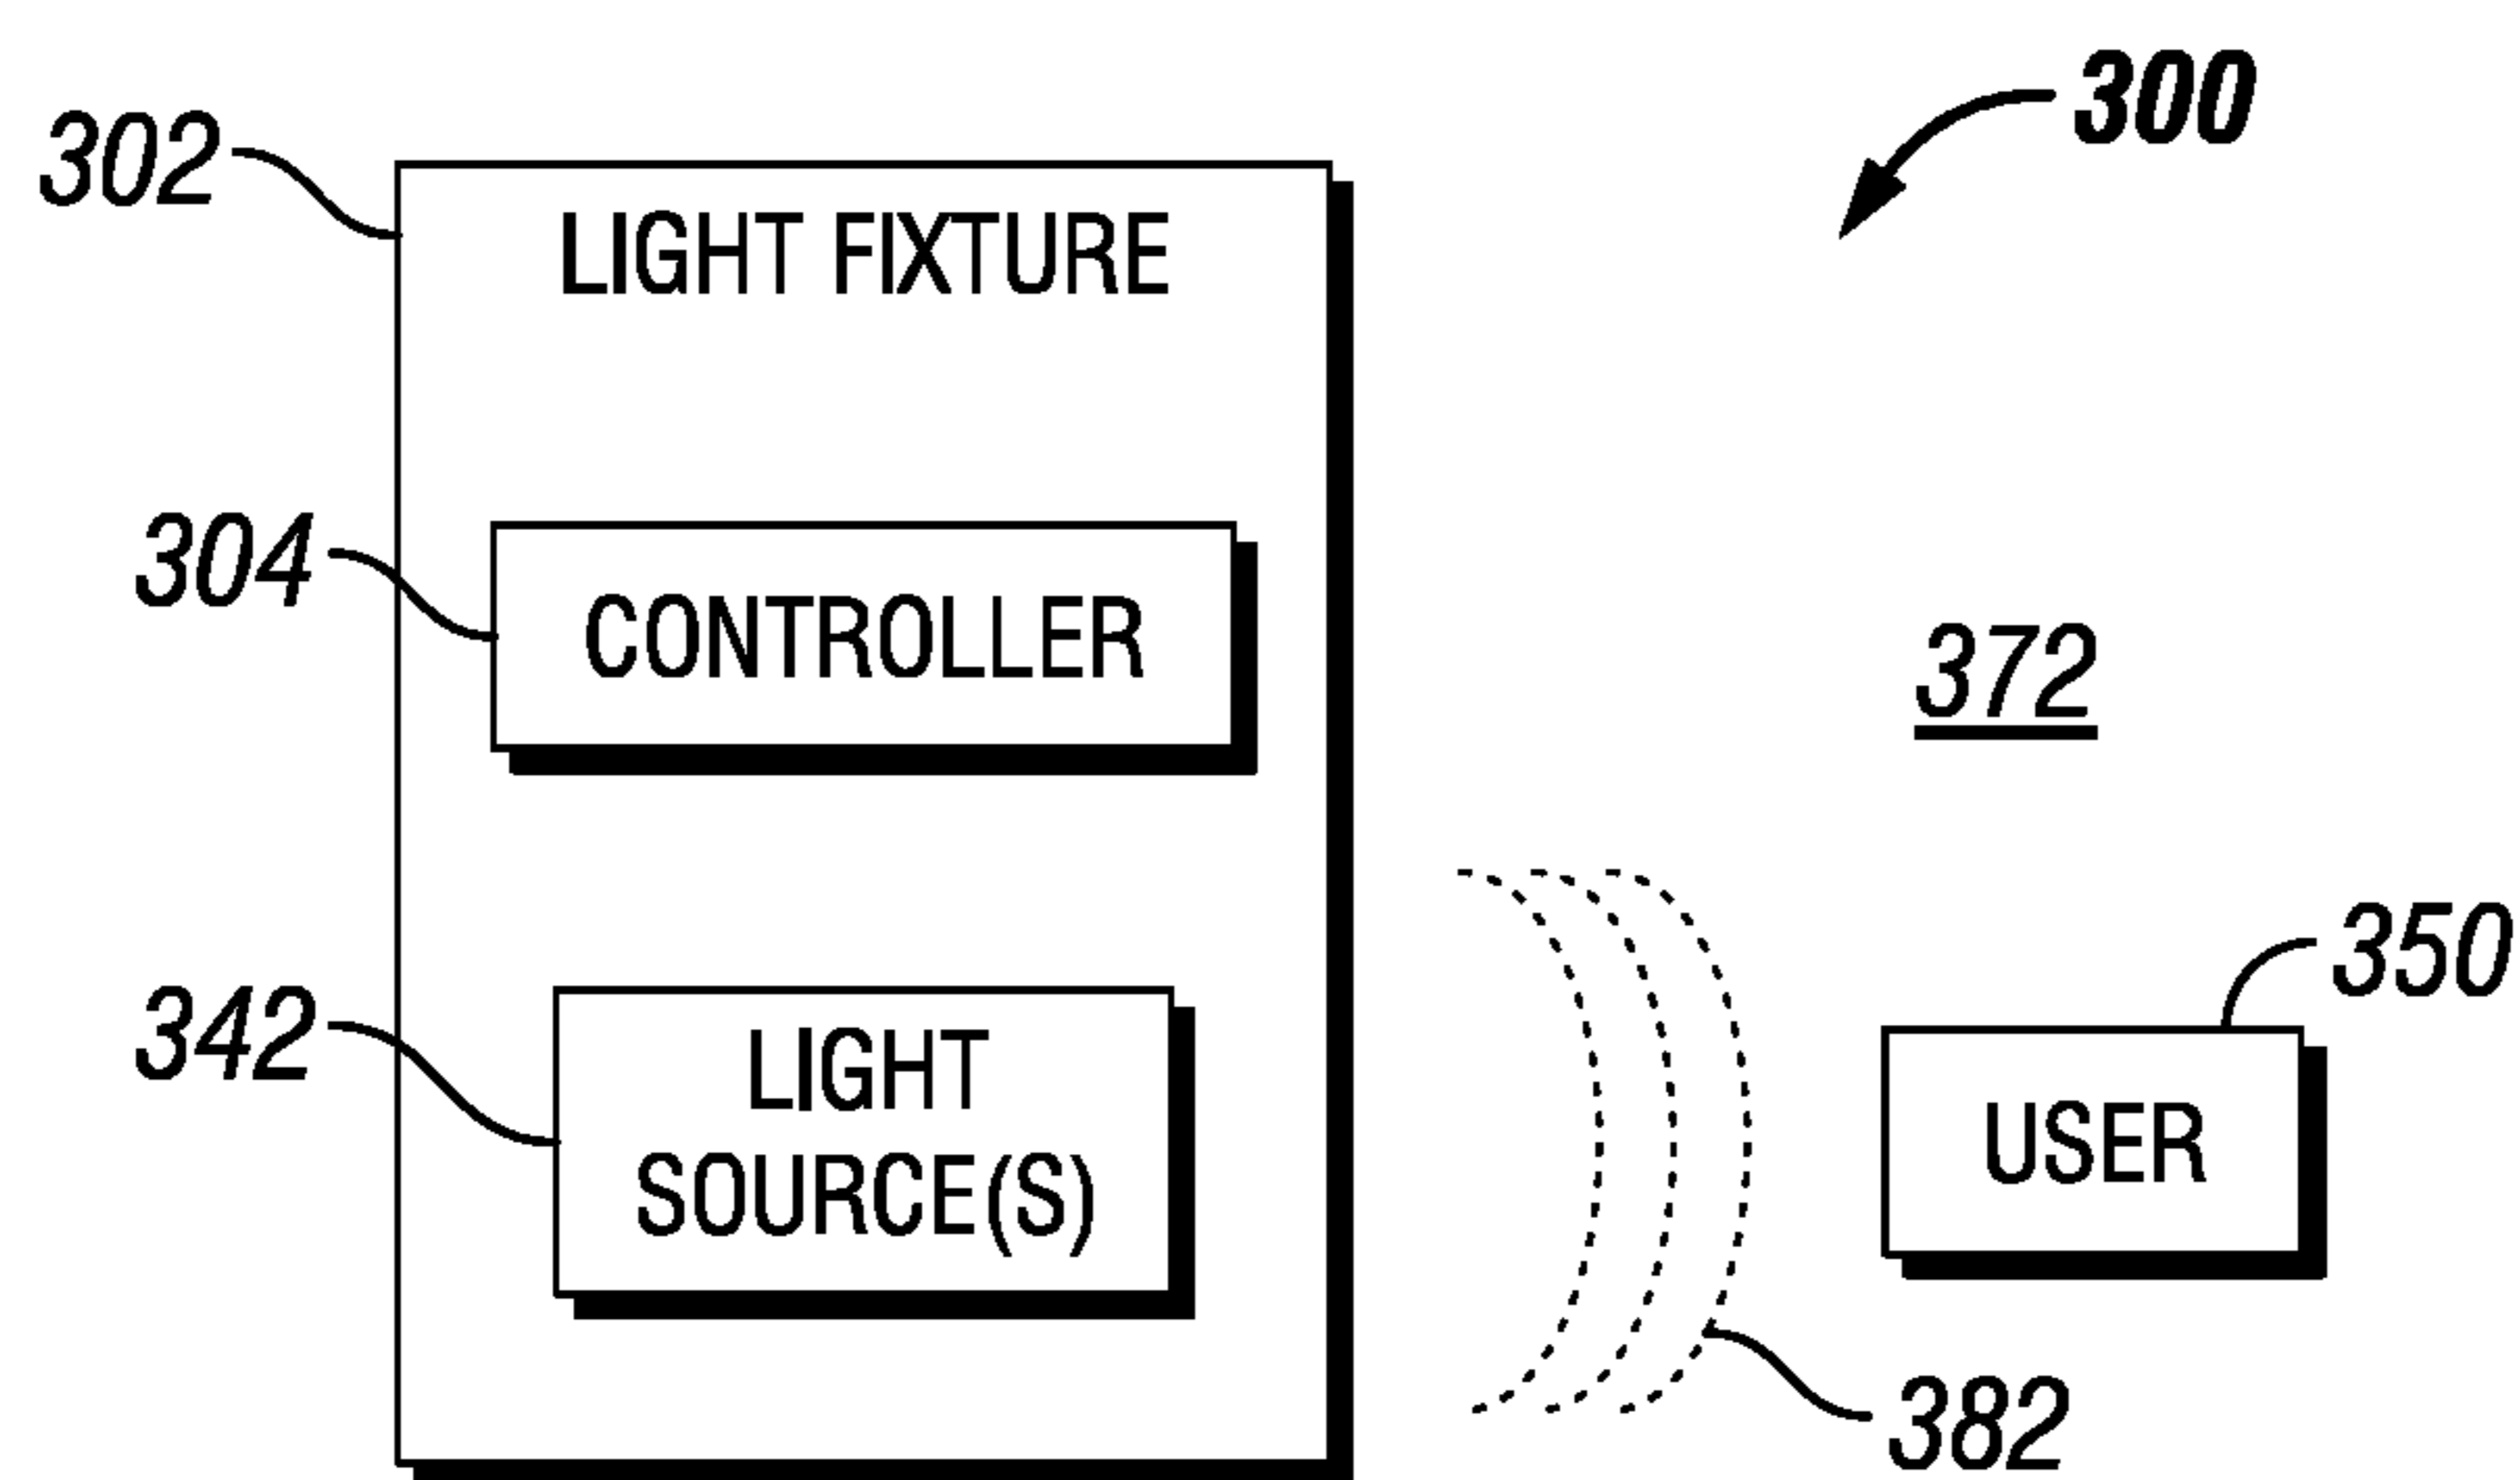 300
302
LIGHT FIXTURE
304
CONTROLLER
372
350
342
LIGHT
SOURCE(S)
USER
382